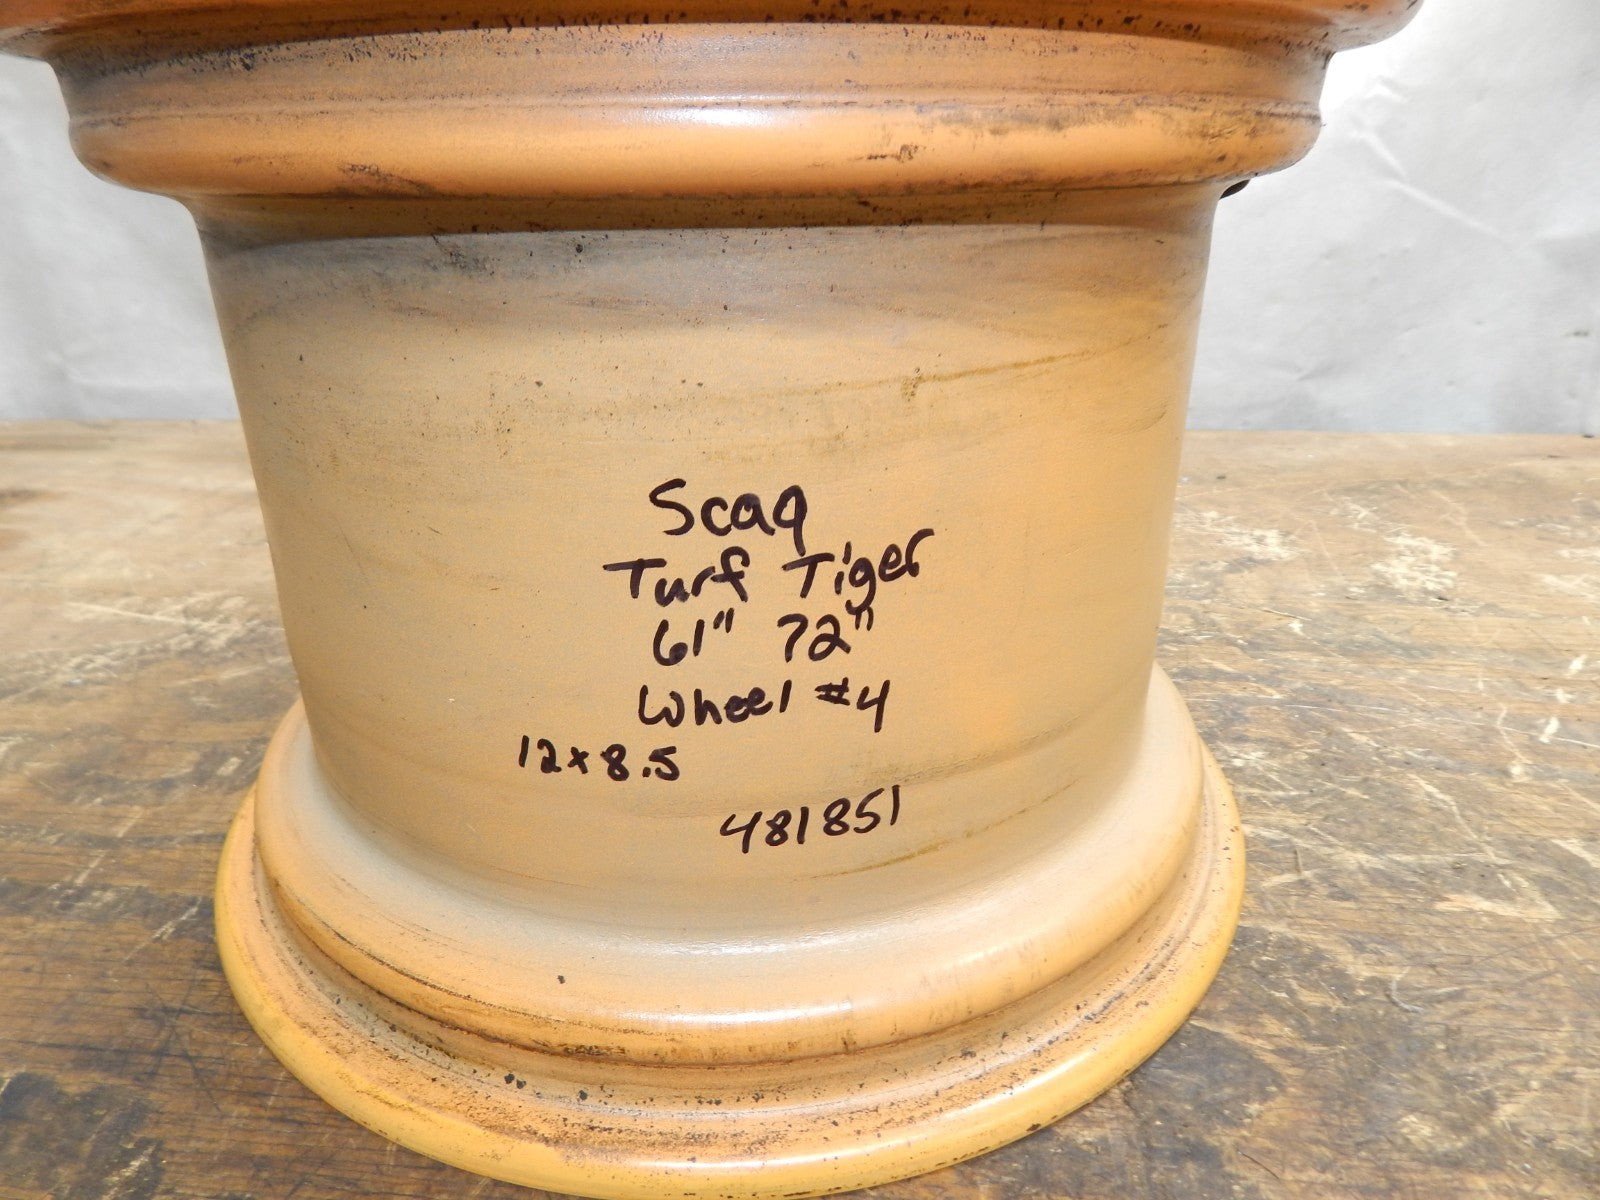 Scag
Turf Tiger
61" 72"
Wheel #4
12x8.5
481851